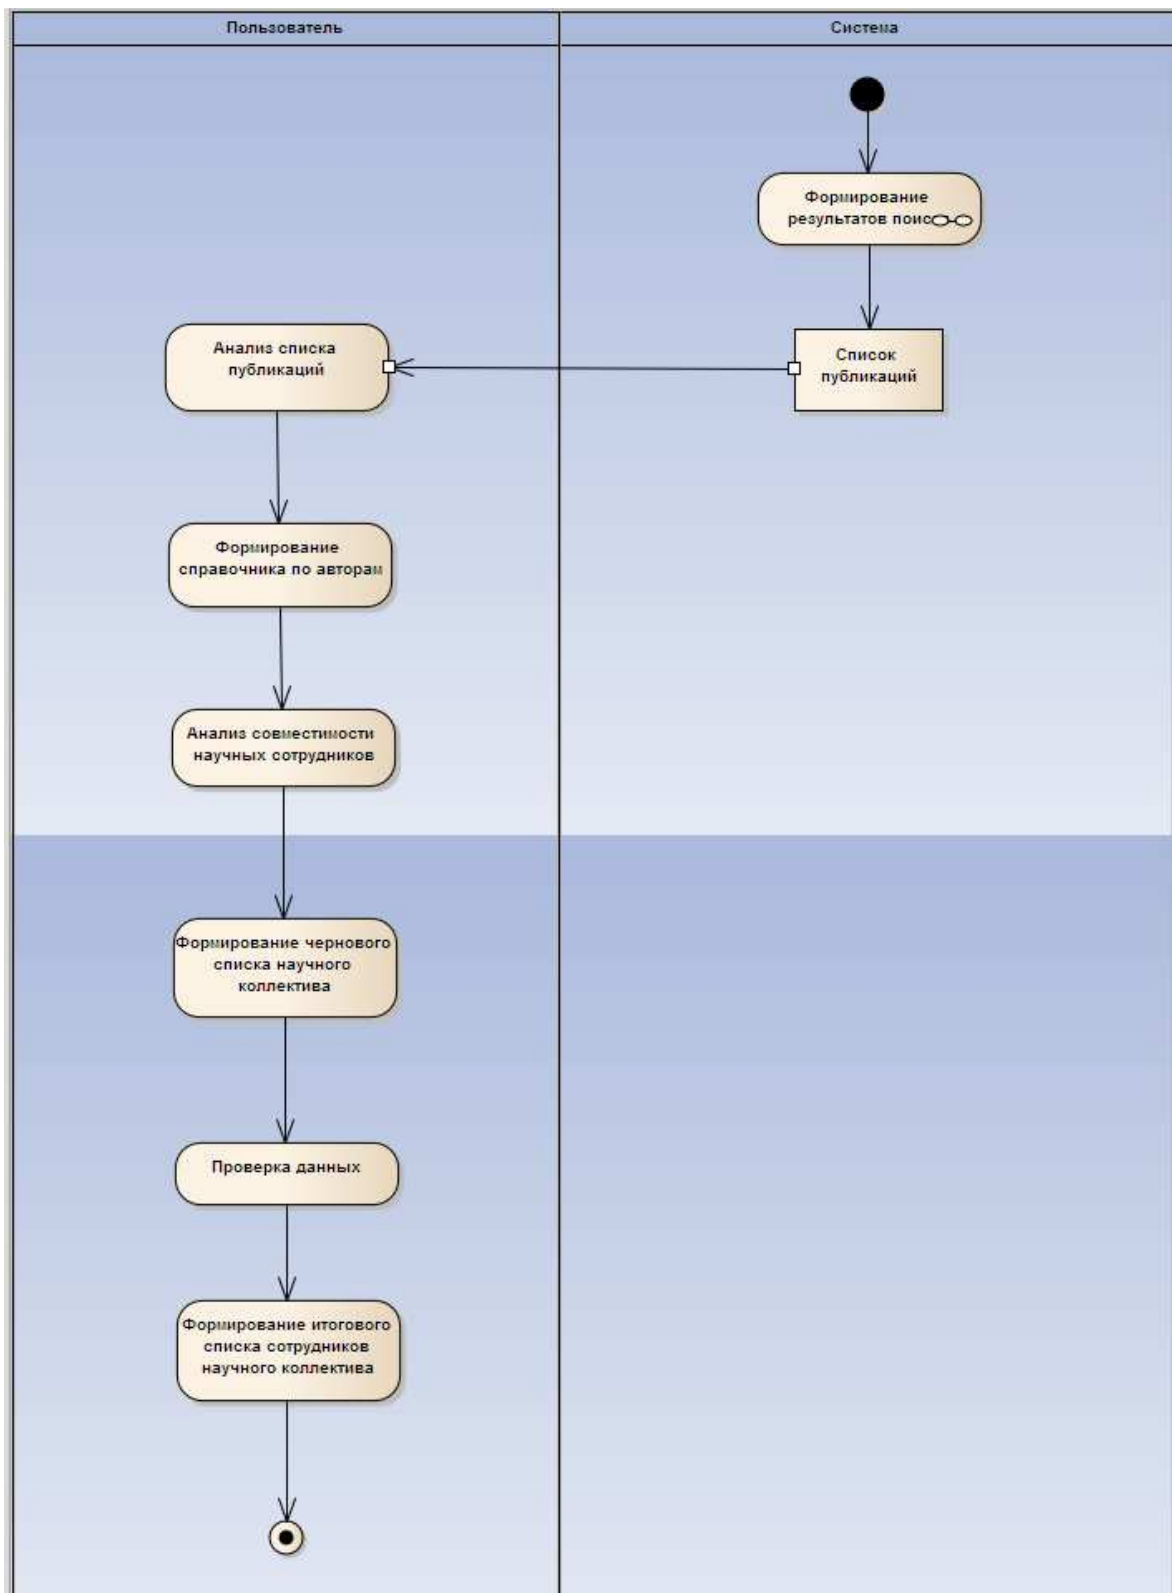 Пользователь
Система
Формирование
результатов
Список
публикаций
Анализ списка
публикаций
Формирование
справочника по авторам
Анализ совместимости
научных сотрудников
Формирование чернового
списка научного
коллектива
Проверка данных
Формирование итогового
списка сотрудников
научного коллектива